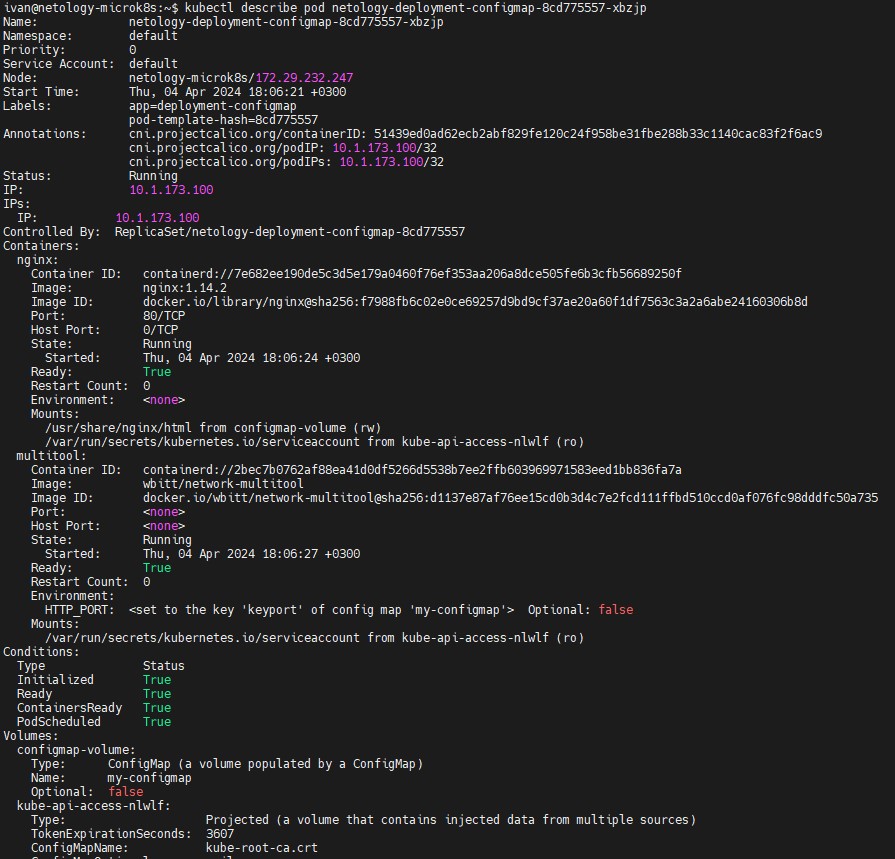 ivan@netology-microk8s:~$ kubectl describe pod netology-deployment-configmap-8cd775557-xbzjp
Name:             netology-deployment-configmap-8cd775557-xbzjp
Namespace:        default
Priority:         0
Service Account:  default
Node:             netology-microk8s/172.29.232.247
Start Time:       Thu, 04 Apr 2024 18:06:21 +0300
Labels:           app=deployment-configmap
                  pod-template-hash=8cd775557
Annotations:      cni.projectcalico.org/containerID: 51439ed0ad62ecb2abf829fe120c24f958be31fbe288b33c1140cac83f2f6ac9
                  cni.projectcalico.org/podIP: 10.1.173.100/32
                  cni.projectcalico.org/podIPs: 10.1.173.100/32
Status:           Running
IP:               10.1.173.100
IPs:
  IP:           10.1.173.100
Controlled By:  ReplicaSet/netology-deployment-configmap-8cd775557
Containers:
  nginx:
    Container ID:   containerd://7e682ee190de5c3d5e179a0460f76ef353aa206a8dce505fe6b3cfb56689250f
    Image:          nginx:1.14.2
    Image ID:       docker.io/library/nginx@sha256:f7988fb6c02e0ce69257d9bd9cf37ae20a60f1df7563c3a2a6abe24160306b8d
    Port:           80/TCP
    Host Port:      0/TCP
    State:          Running
      Started:      Thu, 04 Apr 2024 18:06:24 +0300
    Ready:          True
    Restart Count:  0
    Environment:    <none>
    Mounts:
      /usr/share/nginx/html from configmap-volume (rw)
      /var/run/secrets/kubernetes.io/serviceaccount from kube-api-access-nlwlf (ro)
  multitool:
    Container ID:   containerd://2bec7b0762af88ea41d0df5266d5538b7ee2ffb603969971583eed1bb836fa7a
    Image:          wbitt/network-multitool
    Image ID:       docker.io/wbitt/network-multitool@sha256:d1137e87af76ee15cd0b3d4c7e2fcd111ffbd510ccd0af076fc98dddfc50a735
    Port:           <none>
    Host Port:      <none>
    State:          Running
      Started:      Thu, 04 Apr 2024 18:06:27 +0300
    Ready:          True
    Restart Count:  0
    Environment:
      HTTP_PORT:  <set to the key 'keyport' of config map 'my-configmap'>  Optional: false
    Mounts:
      /var/run/secrets/kubernetes.io/serviceaccount from kube-api-access-nlwlf (ro)
Conditions:
  Type              Status
  Initialized       True
  Ready             True
  ContainersReady   True
  PodScheduled      True
Volumes:
  configmap-volume:
    Type:      ConfigMap (a volume populated by a ConfigMap)
    Name:      my-configmap
    Optional:  false
  kube-api-access-nlwlf:
    Type:                    Projected (a volume that contains injected data from multiple sources)
    TokenExpirationSeconds:  3607
    ConfigMapName:           kube-root-ca.crt